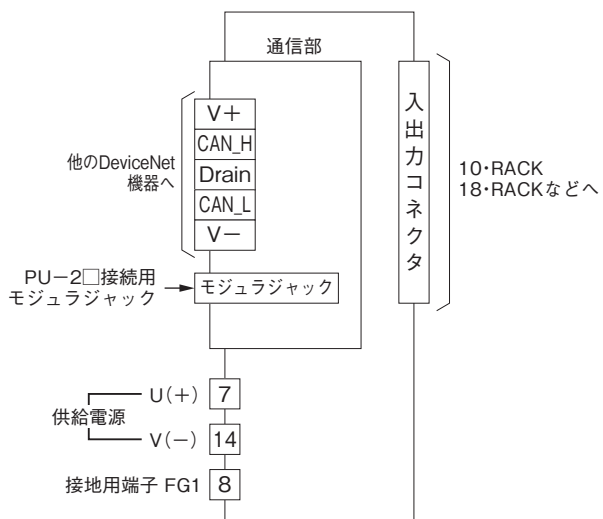 通信部
V+
CAN_H
Drain
CAN_L
V−
他のDeviceNet
機器へ
入出力コネクタ
10・RACK
18・RACKなどへ
PU−2□接続用
モジュラジャック
モジュラジャック
供給電源
U(+) 7
V(−) 14
接地用端子 FG1 8